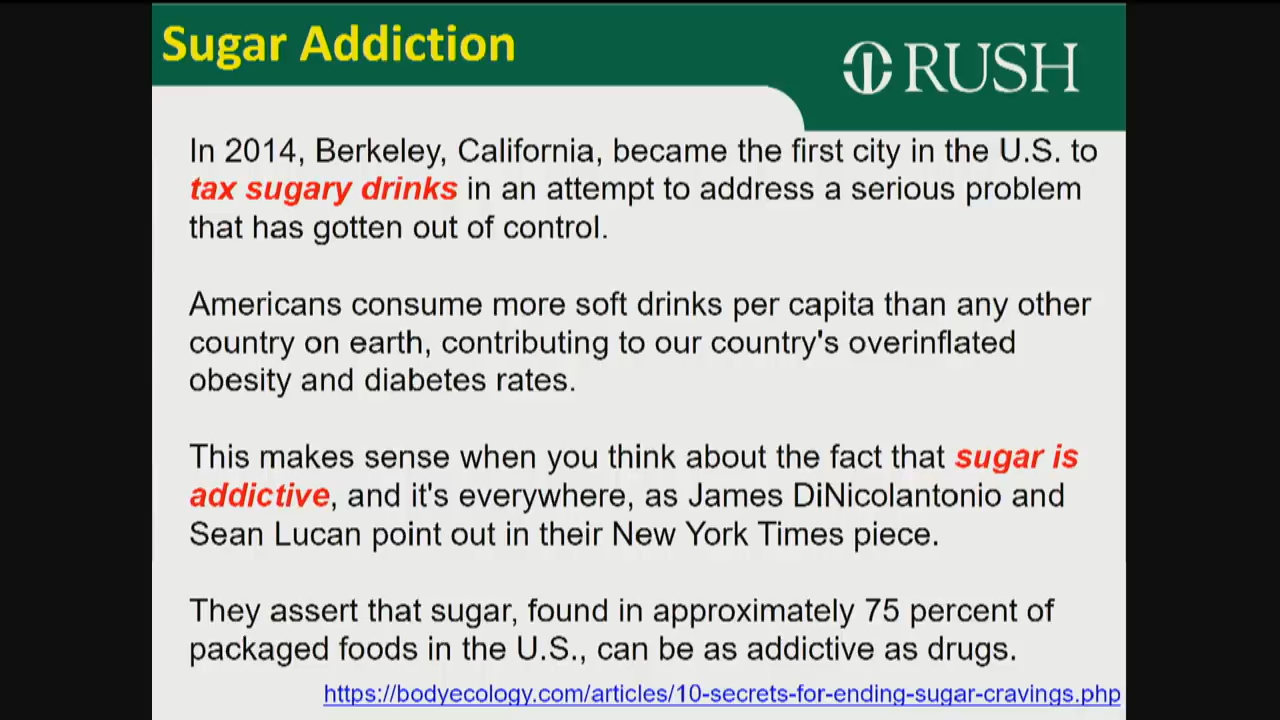 Sugar Addiction
RUSH
In 2014, Berkeley, California, became the first city in the U.S. to
tax sugary drinks in an attempt to address a serious problem
that has gotten out of control.
Americans consume more soft drinks per capita than any other
country on earth, contributing to our country's overinflated
obesity and diabetes rates.
This makes sense when you think about the fact that sugar is
addictive, and it's everywhere, as James DiNicolantonio and
Sean Lucan point out in their New York Times piece.
They assert that sugar, found in approximately 75 percent of
packaged foods in the U.S., can be as addictive as drugs.
https://bodyecology.com/articles/10-secrets-for-ending-sugar-cravings.php